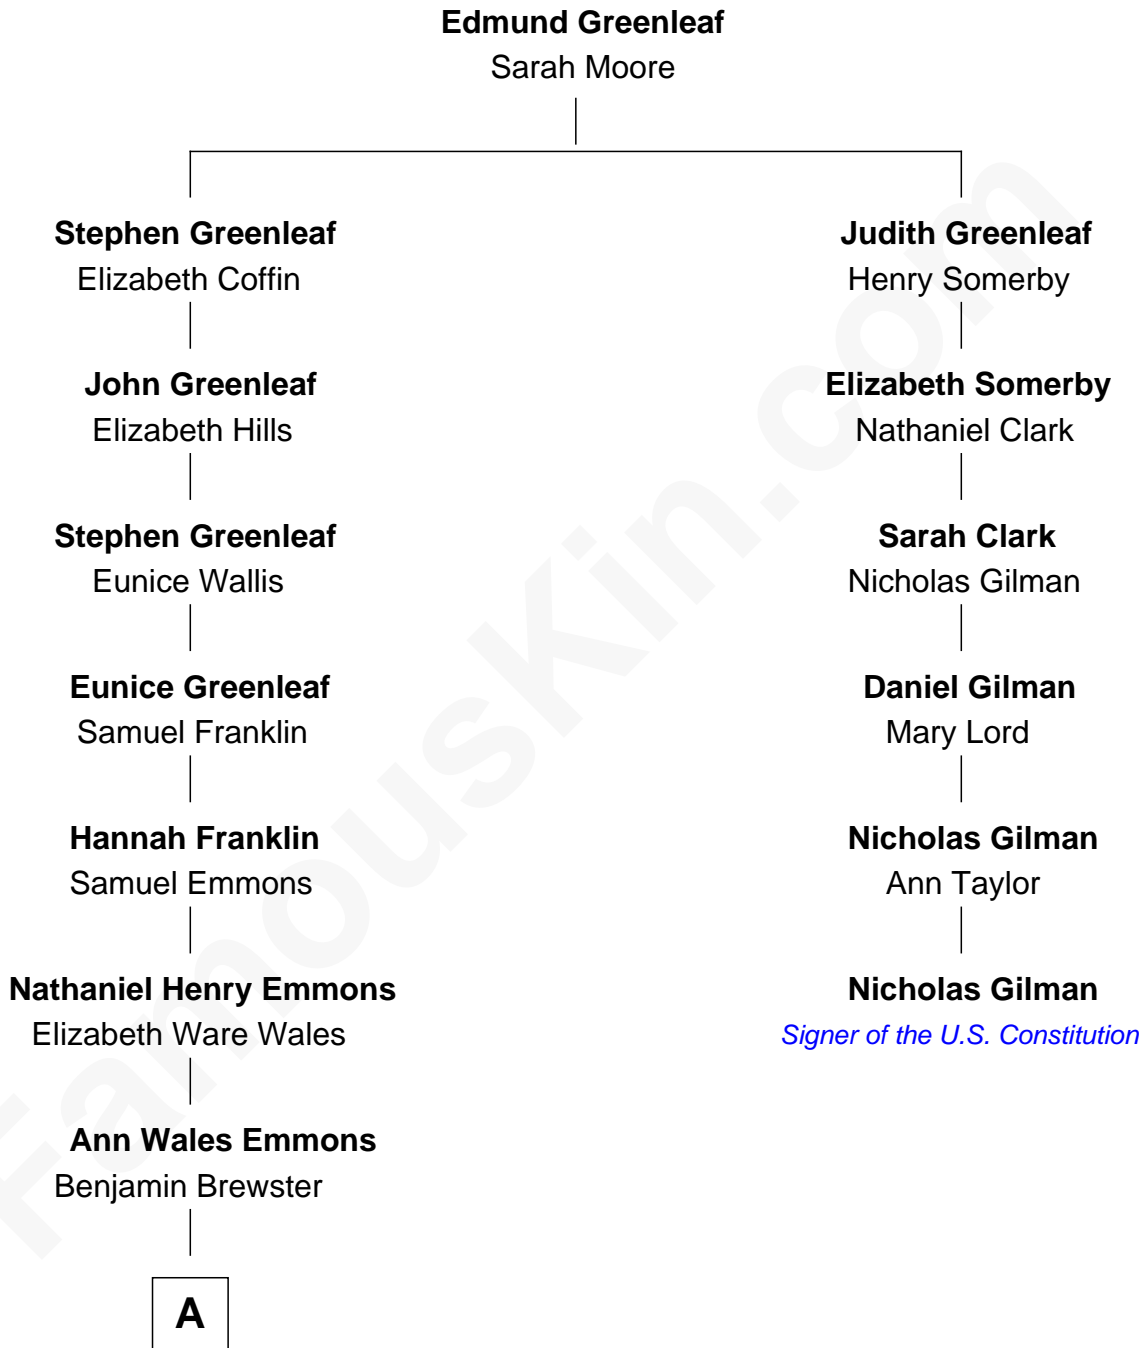 Edmund Greenleaf
Sarah Moore
Stephen Greenleaf
Elizabeth Coffin
Judith Greenleaf
Henry Somerby
John Greenleaf
Elizabeth Hills
Elizabeth Somerby
Nathaniel Clark
Stephen Greenleaf
Eunice Wallis
Sarah Clark
Nicholas Gilman
Eunice Greenleaf
Samuel Franklin
Daniel Gilman
Mary Lord
Hannah Franklin
Samuel Emmons
Nicholas Gilman
Ann Taylor
Nathaniel Henry Emmons
Elizabeth Ware Wales
Nicholas Gilman
Signer of the U.S. Constitution
Ann Wales Emmons
Benjamin Brewster
A
FamousKin.com